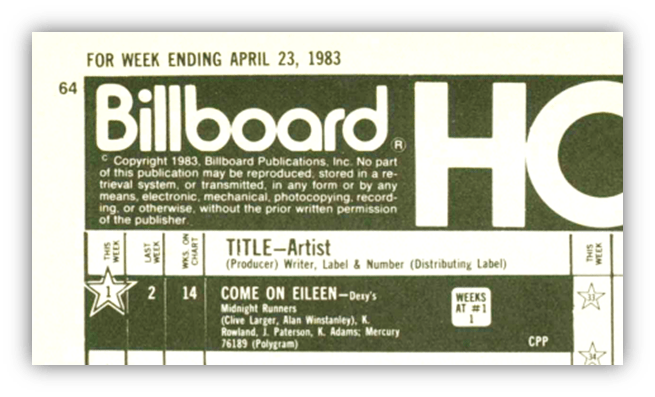 FOR WEEK ENDING APRIL 23, 1983
64
Billboard ® HO
© Copyright 1983, Billboard Publications, Inc. No part
of this publication may be reproduced, stored in a re-
trieval system, or transmitted, in any form or by any
means, electronic, mechanical, photocopying, record-
ing, or otherwise, without the prior written permission
of the publisher.
THIS WEEK
LAST WEEK
WKS ON CHART
TITLE—Artist
(Producer) Writer, Label & Number (Distributing Label)
THIS WEEK
1 2 14 COME ON EILEEN—Dexy's
Midnight Runners
(Clive Larger, Alan Winstanley), K.
Rowland, J. Paterson, K. Adams; Mercury
76189 (Polygram)
WEEKS
AT #1
1
CPP
33
34